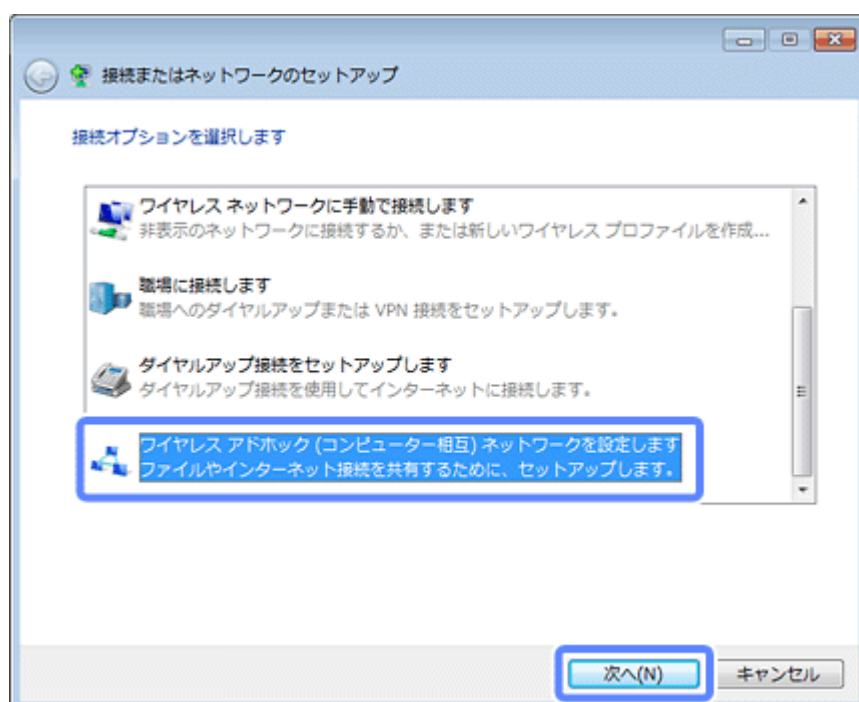 接続またはネットワークのセットアップ
接続オプションを選択します
ワイヤレス ネットワークに手動で接続します
非表示のネットワークに接続するか、または新しいワイヤレス プロファイルを作成...
職場に接続します
職場へのダイヤルアップまたは VPN 接続をセットアップします。
ダイヤルアップ接続をセットアップします
ダイヤルアップ接続を使用してインターネットに接続します。
ワイヤレス アドホック (コンピューター相互) ネットワークを設定します
ファイルやインターネット接続を共有するために、セットアップします。
次へ(N) キャンセル